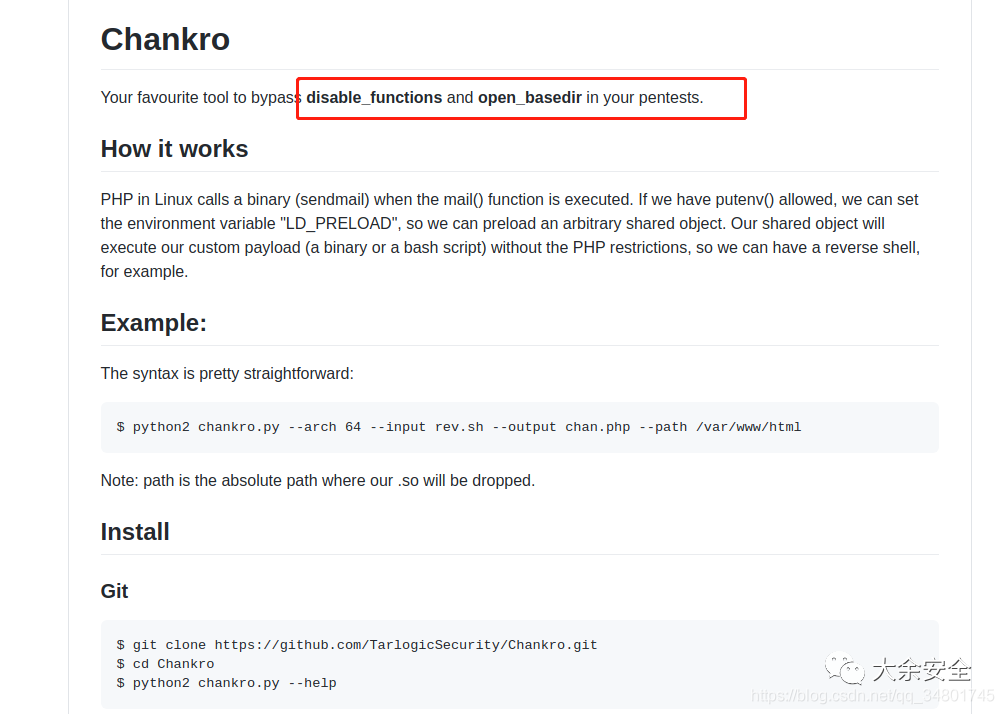 Chankro
Your favourite tool to bypass disable_functions and open_basedir in your pentests.
How it works
PHP in Linux calls a binary (sendmail) when the mail() function is executed. If we have putenv() allowed, we can set
the environment variable "LD_PRELOAD", so we can preload an arbitrary shared object. Our shared object will
execute our custom payload (a binary or a bash script) without the PHP restrictions, so we can have a reverse shell,
for example.
Example:
The syntax is pretty straightforward:
$ python2 chankro.py --arch 64 --input rev.sh --output chan.php --path /var/www/html
Note: path is the absolute path where our .so will be dropped.
Install
Git
$ git clone https://github.com/TarlogicSecurity/Chankro.git
$ cd Chankro
$ python2 chankro.py --help
大余安全
https://blog.csdn.net/qq_34801745